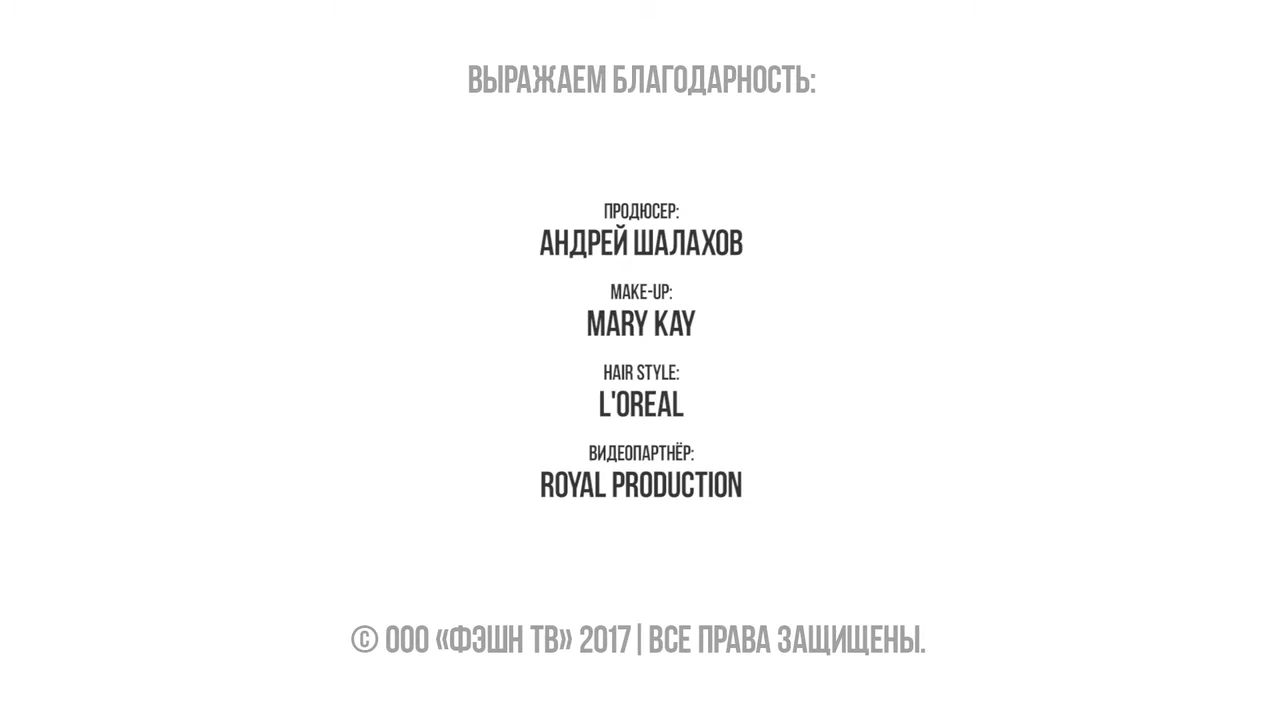 ВЫРАЖАЕМ БЛАГОДАРНОСТЬ:
ПРОДЮСЕР:
АНДРЕЙ ШАЛАХОВ
MAKE-UP:
MARY KAY
HAIR STYLE:
L'OREAL
ВИДЕОПАРТНЁР:
ROYAL PRODUCTION
© ООО «ФЭШН ТВ» 2017 | ВСЕ ПРАВА ЗАЩИЩЕНЫ.